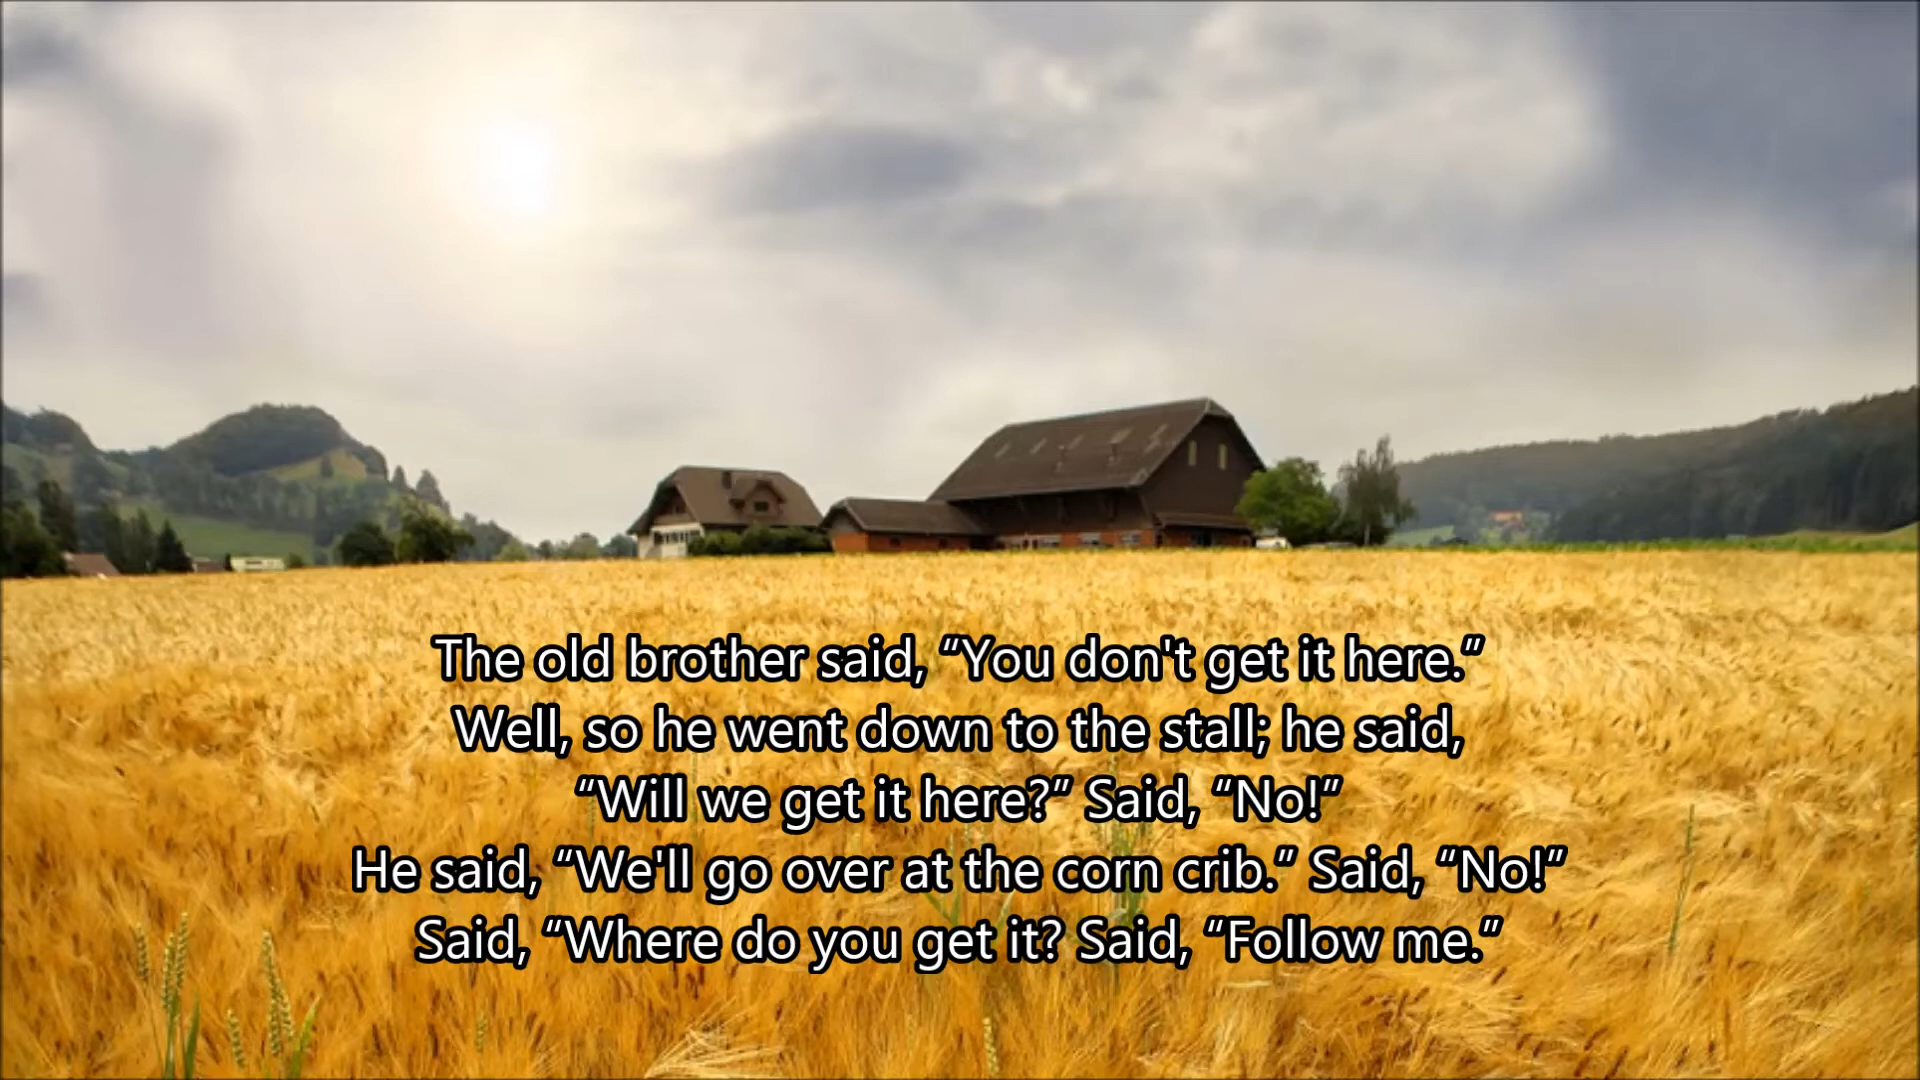 The old brother said, “You don't get it here.”
Well, so he went down to the stall; he said,
“Will we get it here?” Said, “No!”
He said, “We'll go over at the corn crib.” Said, “No!”
Said, “Where do you get it? Said, “Follow me.”